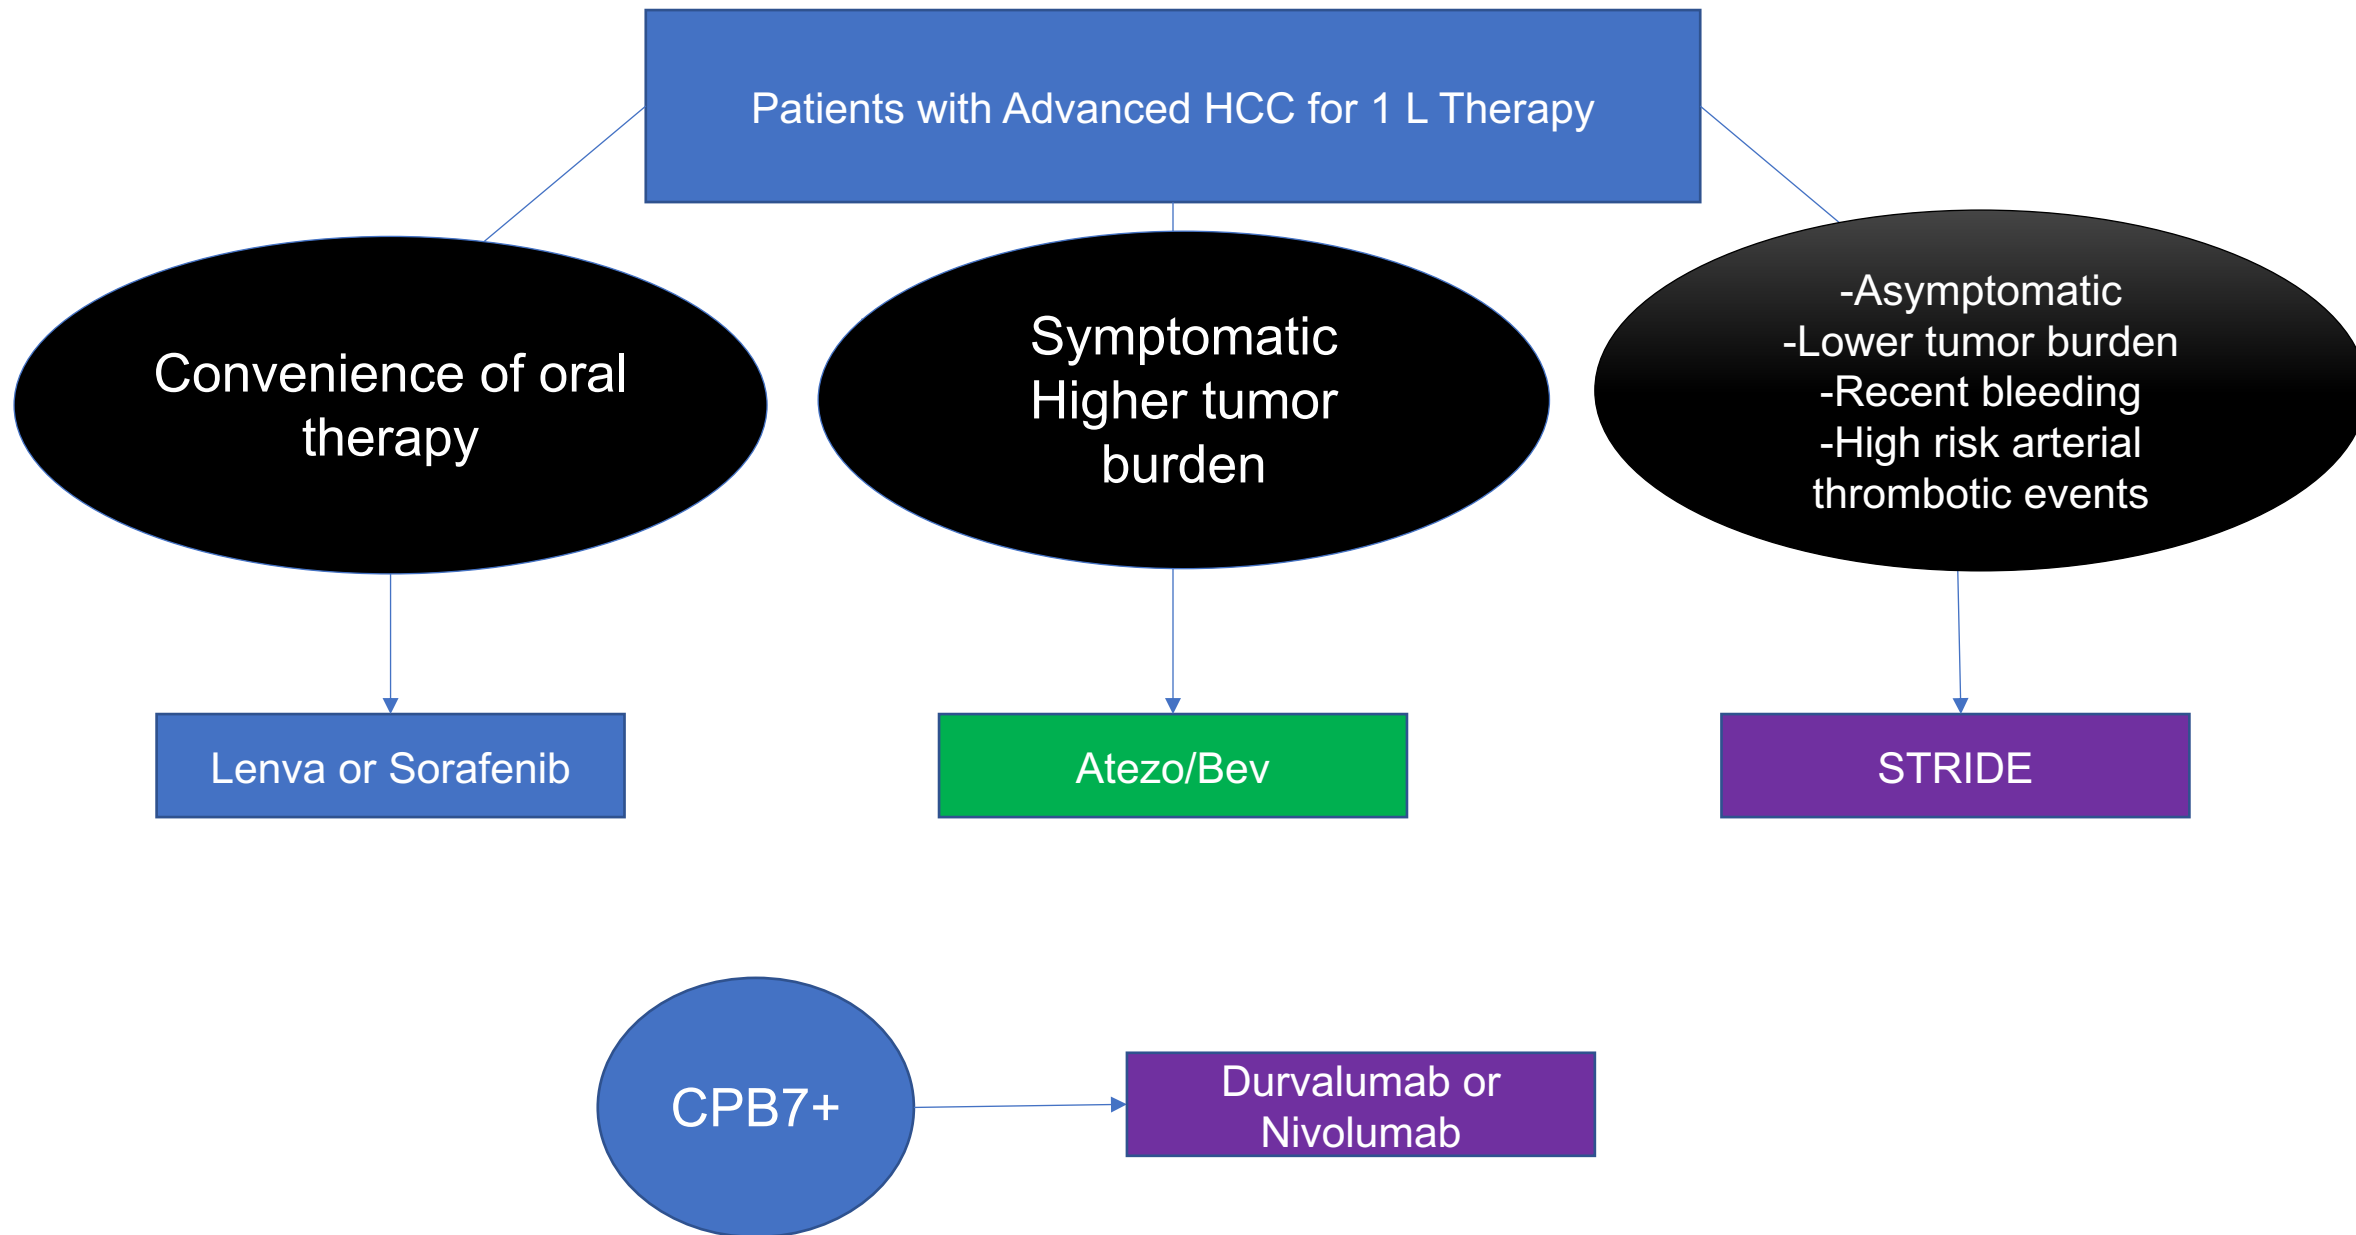 Patients with Advanced HCC for 1 L Therapy
Convenience of oral
therapy
Symptomatic
Higher tumor
burden
-Asymptomatic
-Lower tumor burden
-Recent bleeding
-High risk arterial
thrombotic events
Lenva or Sorafenib
Atezo/Bev
STRIDE
CPB7+
Durvalumab or
Nivolumab